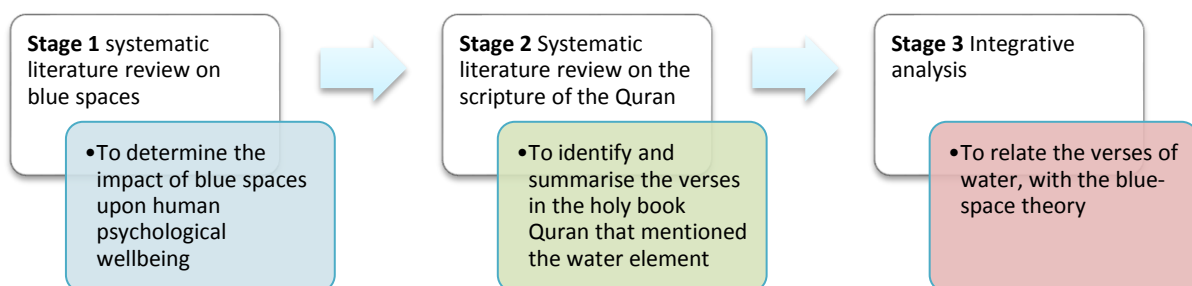 Stage 1 systematic
literature review on
blue spaces
•To determine the
impact of blue spaces
upon human
psychological
wellbeing
Stage 2 Systematic
literature review on the
scripture of the Quran
•To identify and
summarise the verses
in the holy book
Quran that mentioned
the water element
Stage 3 Integrative
analysis
•To relate the verses of
water, with the blue-
space theory